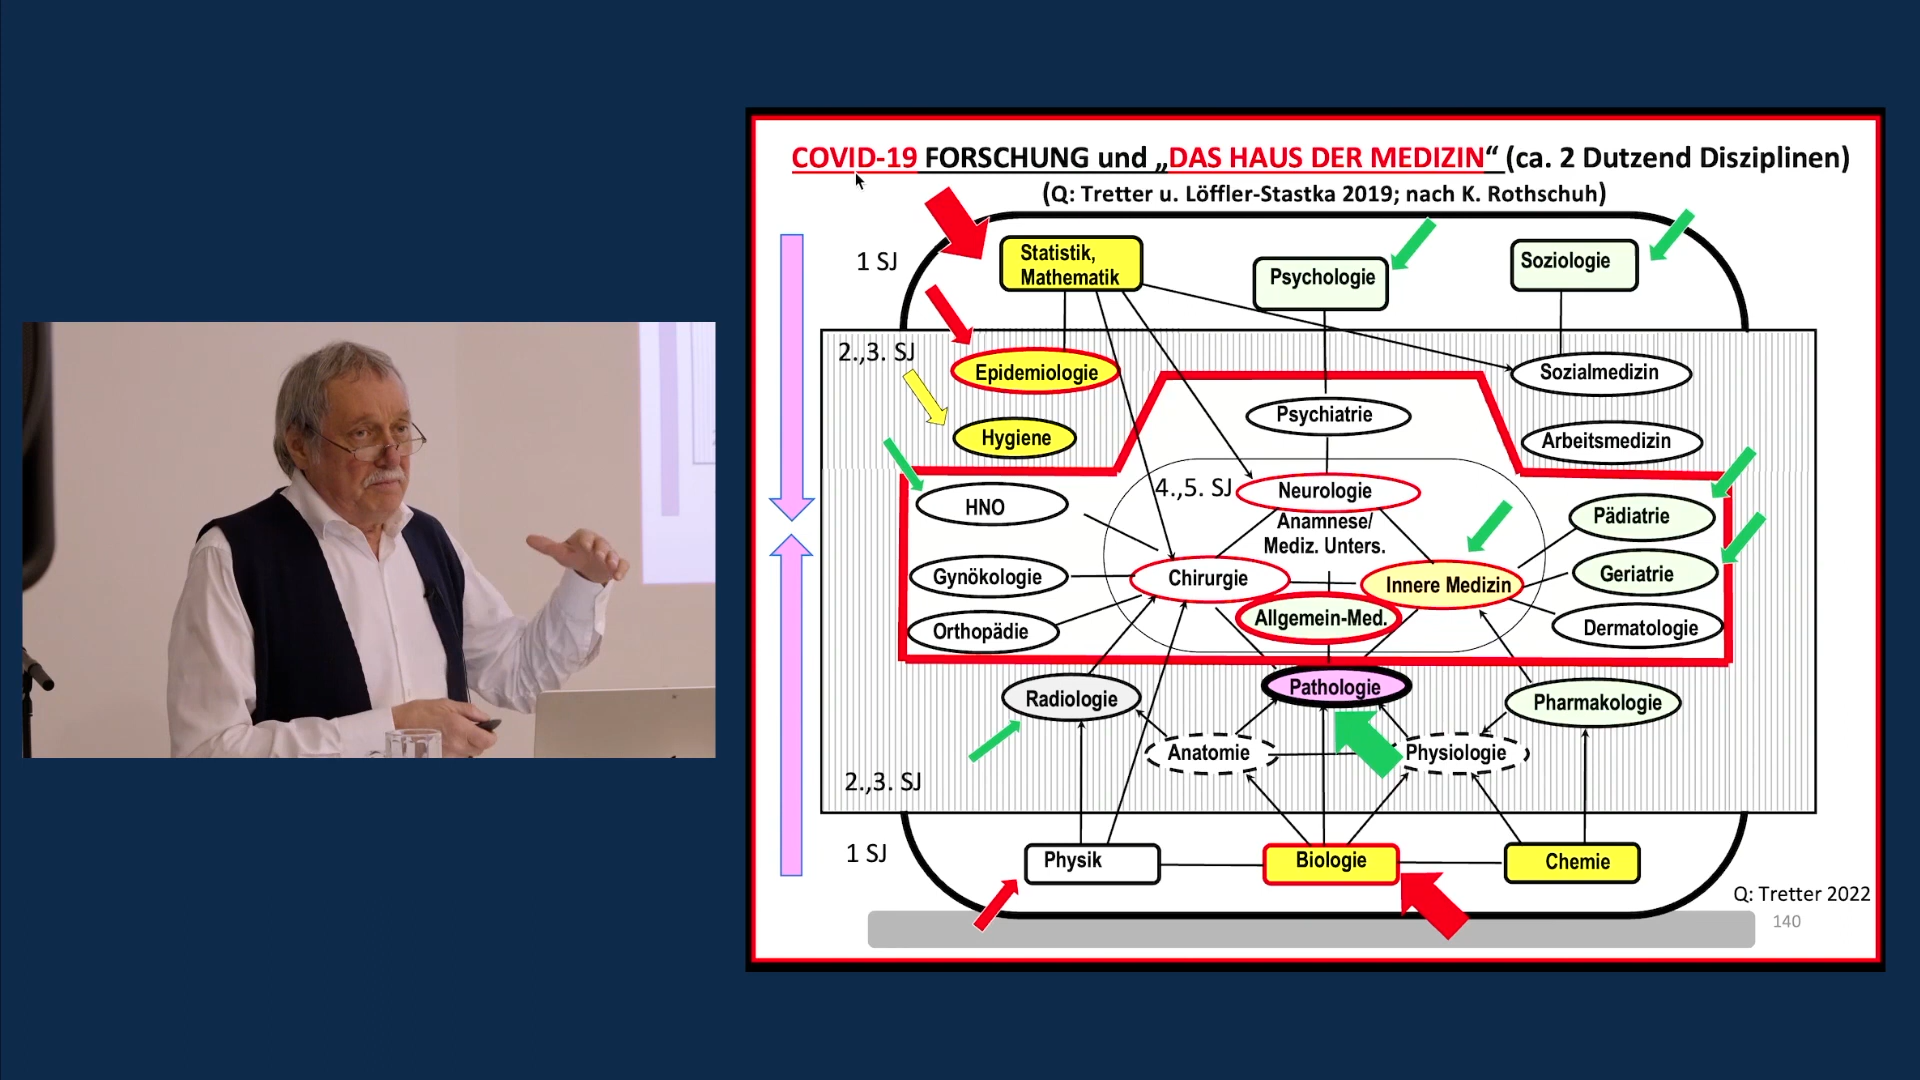 COVID-19 FORSCHUNG und „DAS HAUS DER MEDIZIN“ (ca. 2 Dutzend Disziplinen)
(Q: Tretter u. Löffler-Stastka 2019; nach K. Rothschuh)
1 SJ
Statistik,
Mathematik
Psychologie
Soziologie
2.,3. SJ
Epidemiologie
Sozialmedizin
Psychiatrie
Hygiene
Arbeitsmedizin
4.,5. SJ
Neurologie
HNO
Anamnese/
Mediz. Unters.
Pädiatrie
Gynökologie
Chirurgie
Innere Medizin
Geriatrie
Orthopädie
Allgemein-Med.
Dermatologie
Radiologie
Pathologie
Pharmakologie
Anatomie
Physiologie
2.,3. SJ
1 SJ
Physik
Biologie
Chemie
Q: Tretter 2022
140